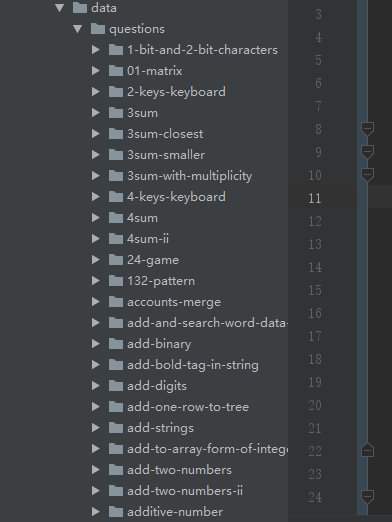 data
questions
1-bit-and-2-bit-characters
01-matrix
2-keys-keyboard
3sum
3sum-closest
3sum-smaller
3sum-with-multiplicity
4-keys-keyboard
4sum
4sum-ii
24-game
132-pattern
accounts-merge
add-and-search-word-data-
add-binary
add-bold-tag-in-string
add-digits
add-one-row-to-tree
add-strings
add-to-array-form-of-intege
add-two-numbers
add-two-numbers-ii
additive-number
3
4
5
6
7
8
9
10
11
12
13
14
15
16
17
18
19
20
21
22
23
24